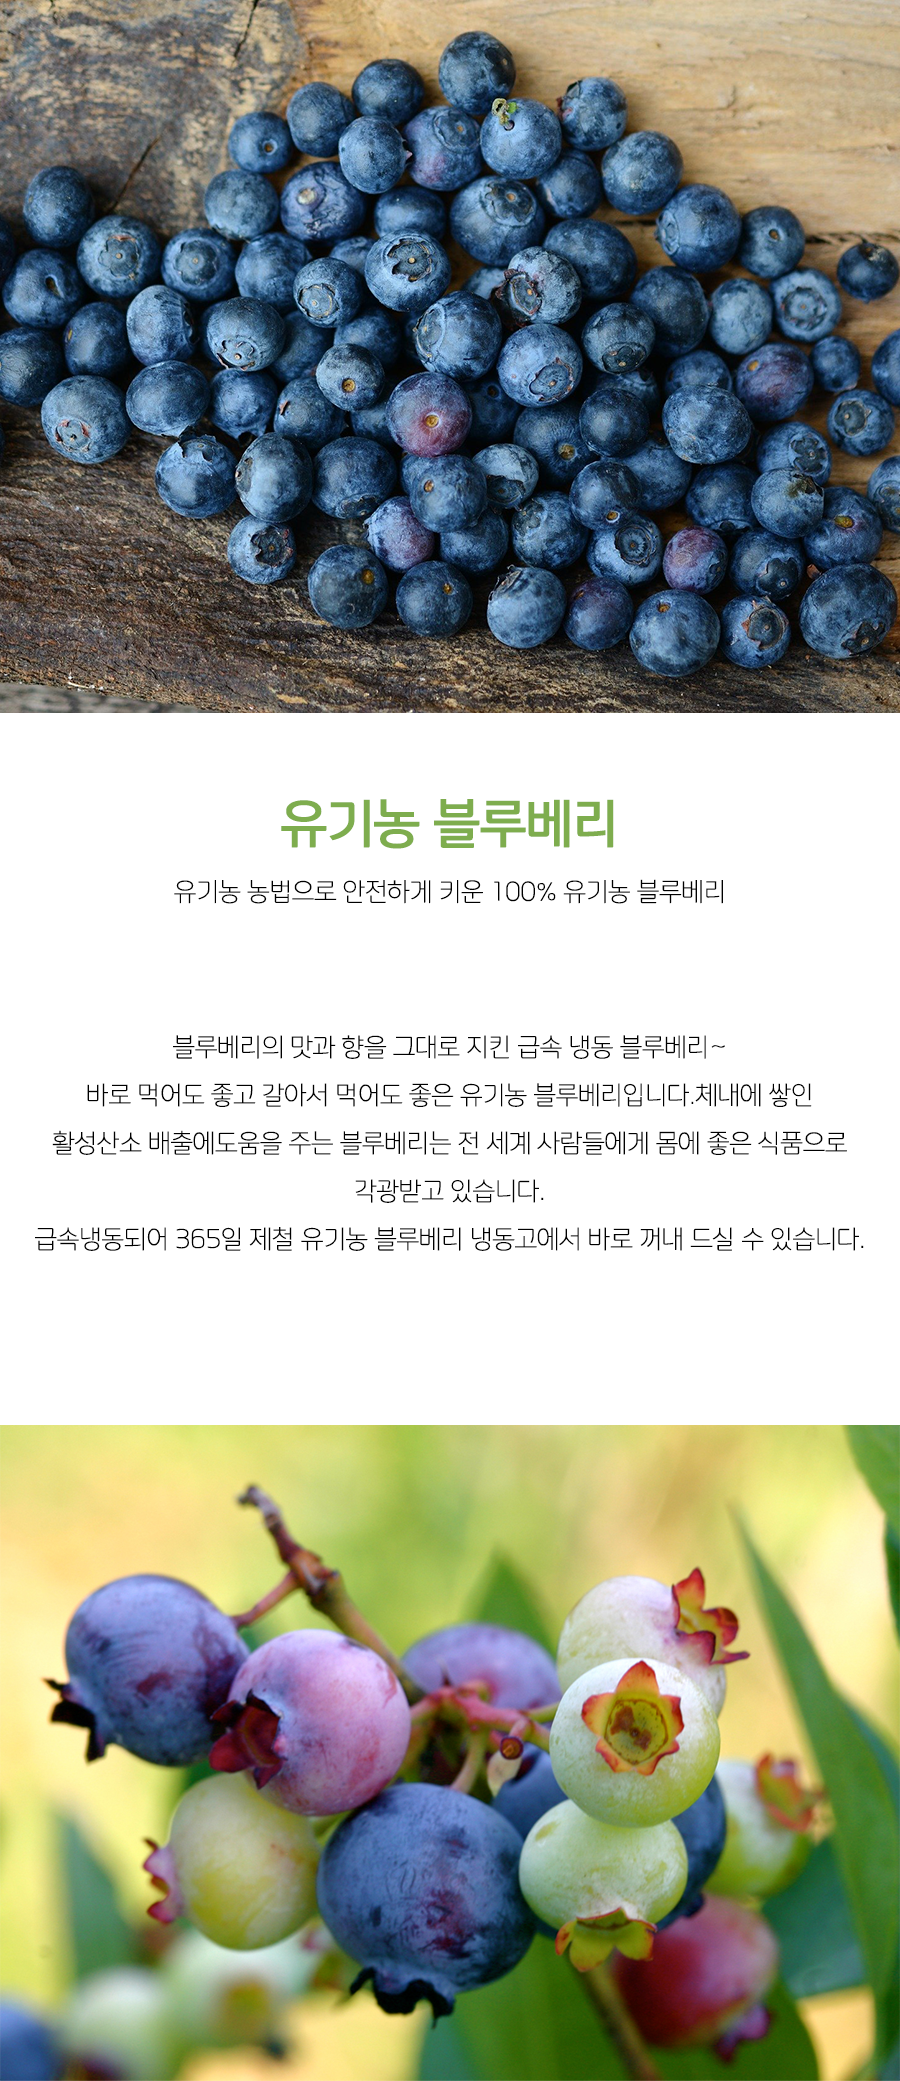 유기농 블루베리
유기농 농법으로 안전하게 키운 100% 유기농 블루베리
블루베리의 맛과 향을 그대로 지킨 급속 냉동 블루베리~
바로 먹어도 좋고 갈아서 먹어도 좋은 유기농 블루베리입니다.체내에 쌓인
활성산소 배출에도움을 주는 블루베리는 전 세계 사람들에게 몸에 좋은 식품으로
각광받고 있습니다.
급속냉동되어 365일 제철 유기농 블루베리 냉동고에서 바로 꺼내 드실 수 있습니다.